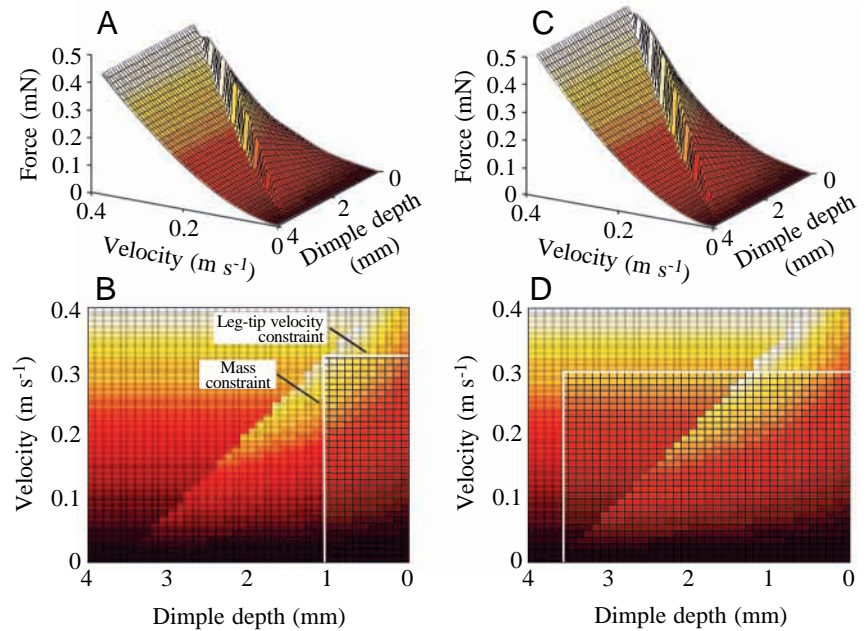 A
Force (mN)
0.5
0.4
0.3
0.2
0.1
0
0.4
0.2
0
Velocity (m s-1)
4
2
0
Dimple depth
(mm)
C
Force (mN)
0.5
0.4
0.3
0.2
0.1
0
0.4
0.2
0
Velocity (m s-1)
4
2
0
Dimple depth
(mm)
B
Velocity (m s-1)
0.4
0.3
0.2
0.1
0
Leg-tip velocity
constraint
Mass
constraint
4
3
2
1
0
Dimple depth (mm)
D
Velocity (m s-1)
0.4
0.3
0.2
0.1
0
4
3
2
1
0
Dimple depth (mm)